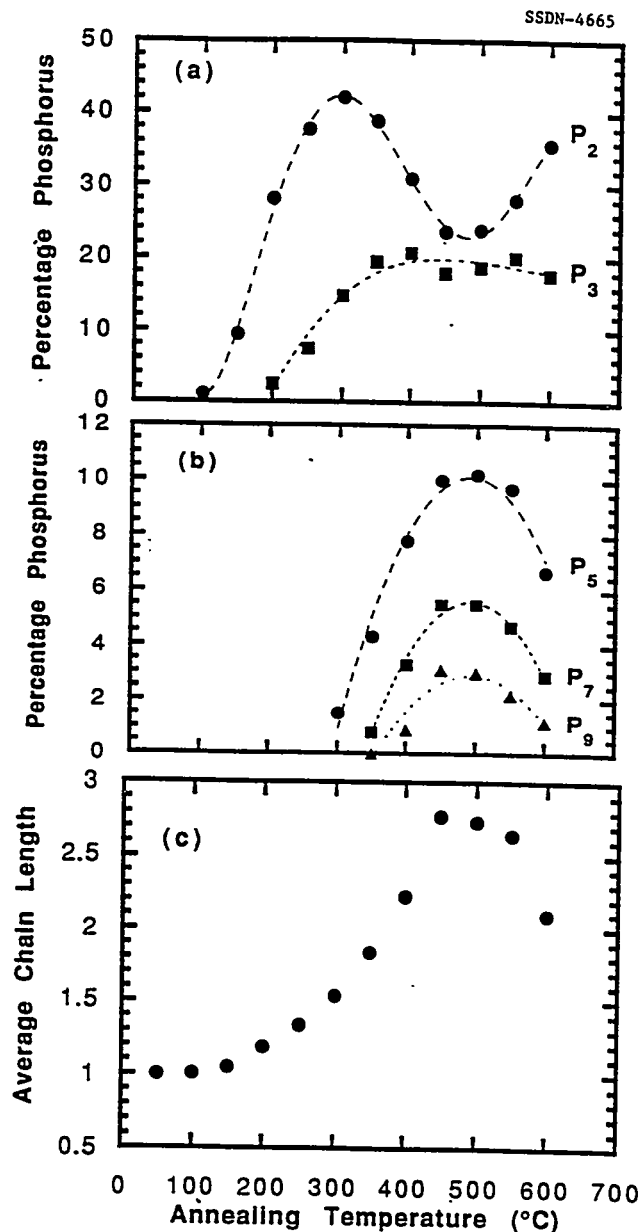 SSDN-4665
50
40
30
20
10
0
(a)
Percentage Phosphorus
P2
P3
12
10
8
6
4
2
0
(b)
Percentage Phosphorus
P5
P7
P9
3
2.5
2
1.5
1
0.5
(c)
Average Chain Length
0 100 200 300 400 500 600 700
Annealing Temperature (°C)